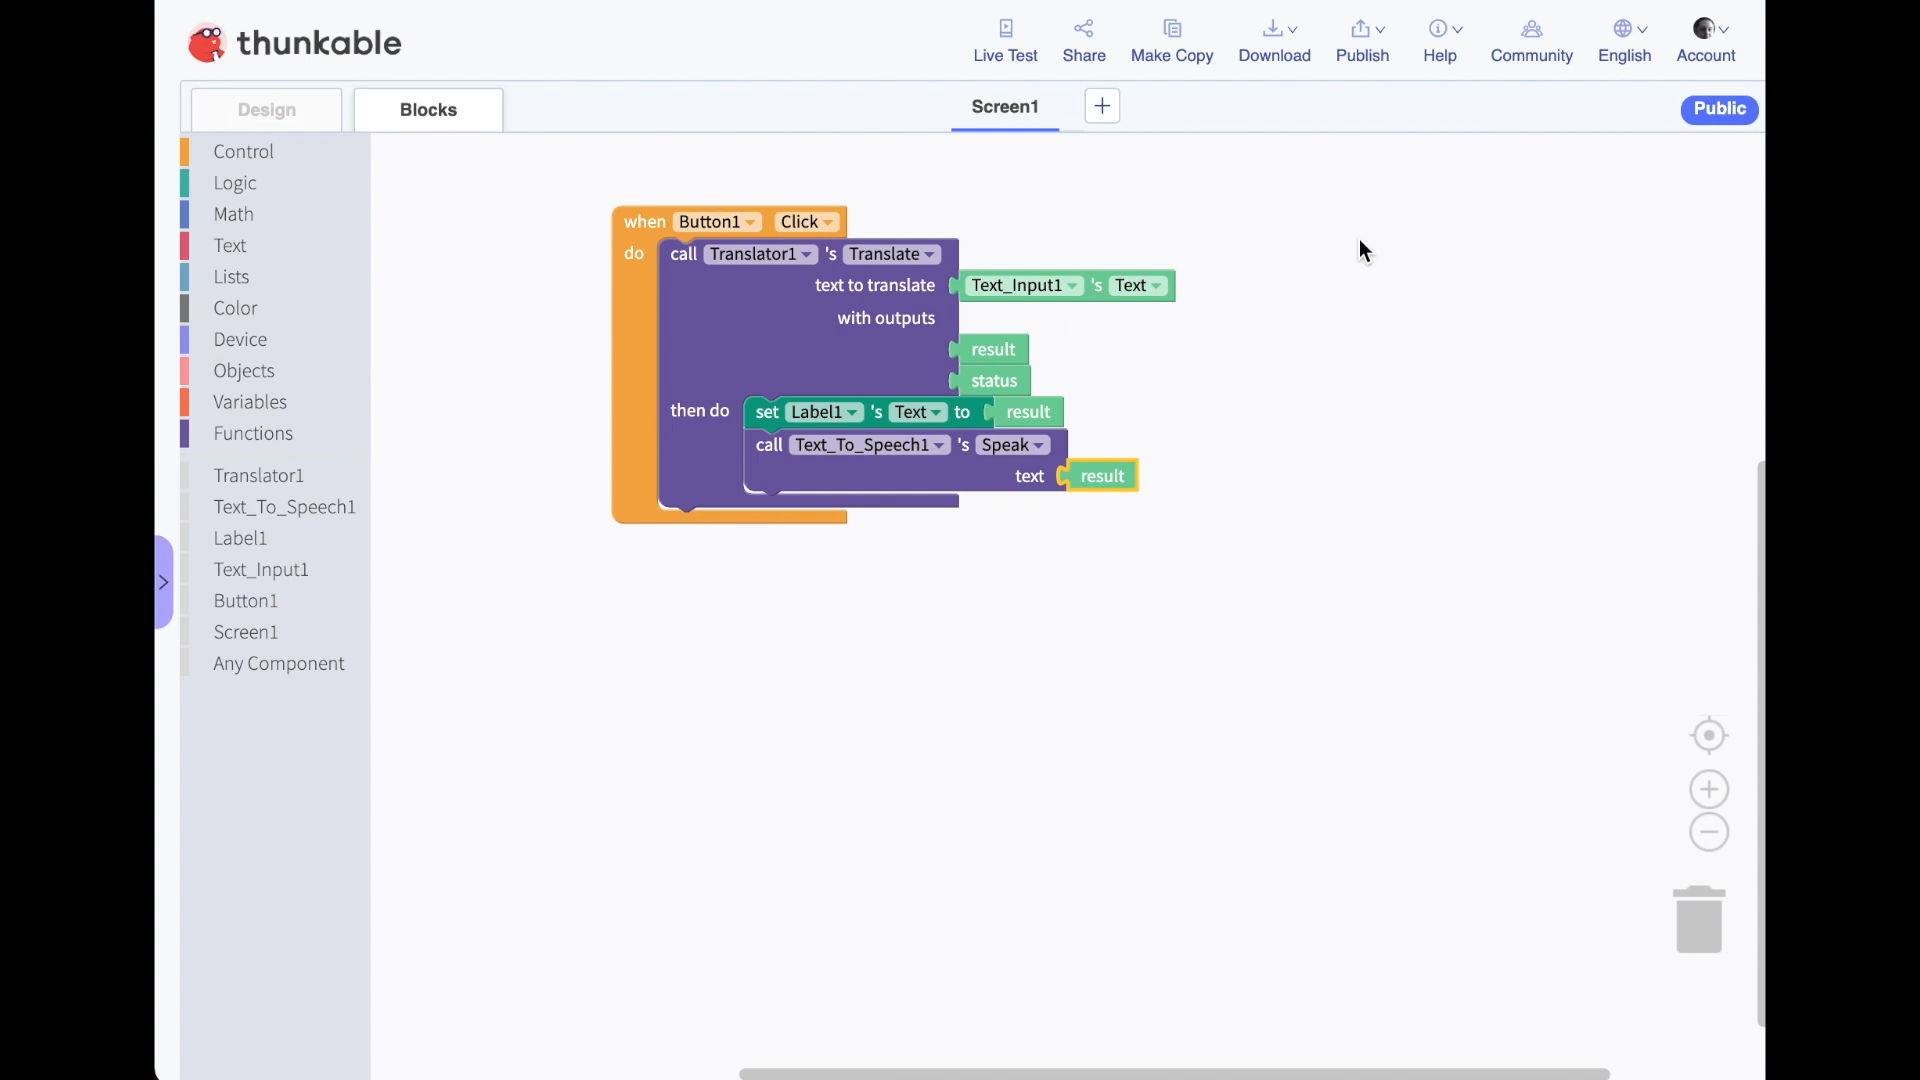 thunkable
Live Test
Share
Make Copy
Download
Publish
Help
Community
English
Account
Design
Blocks
Screen1
Public
Control
Logic
Math
Text
Lists
Color
Device
Objects
Variables
Functions
Translator1
Text_To_Speech1
Label1
Text_Input1
Button1
Screen1
Any Component
when Button1 Click
do call Translator1 's Translate
text to translate Text_Input1 's Text
with outputs
result
status
then do set Label1 's Text to result
call Text_To_Speech1 's Speak
text result